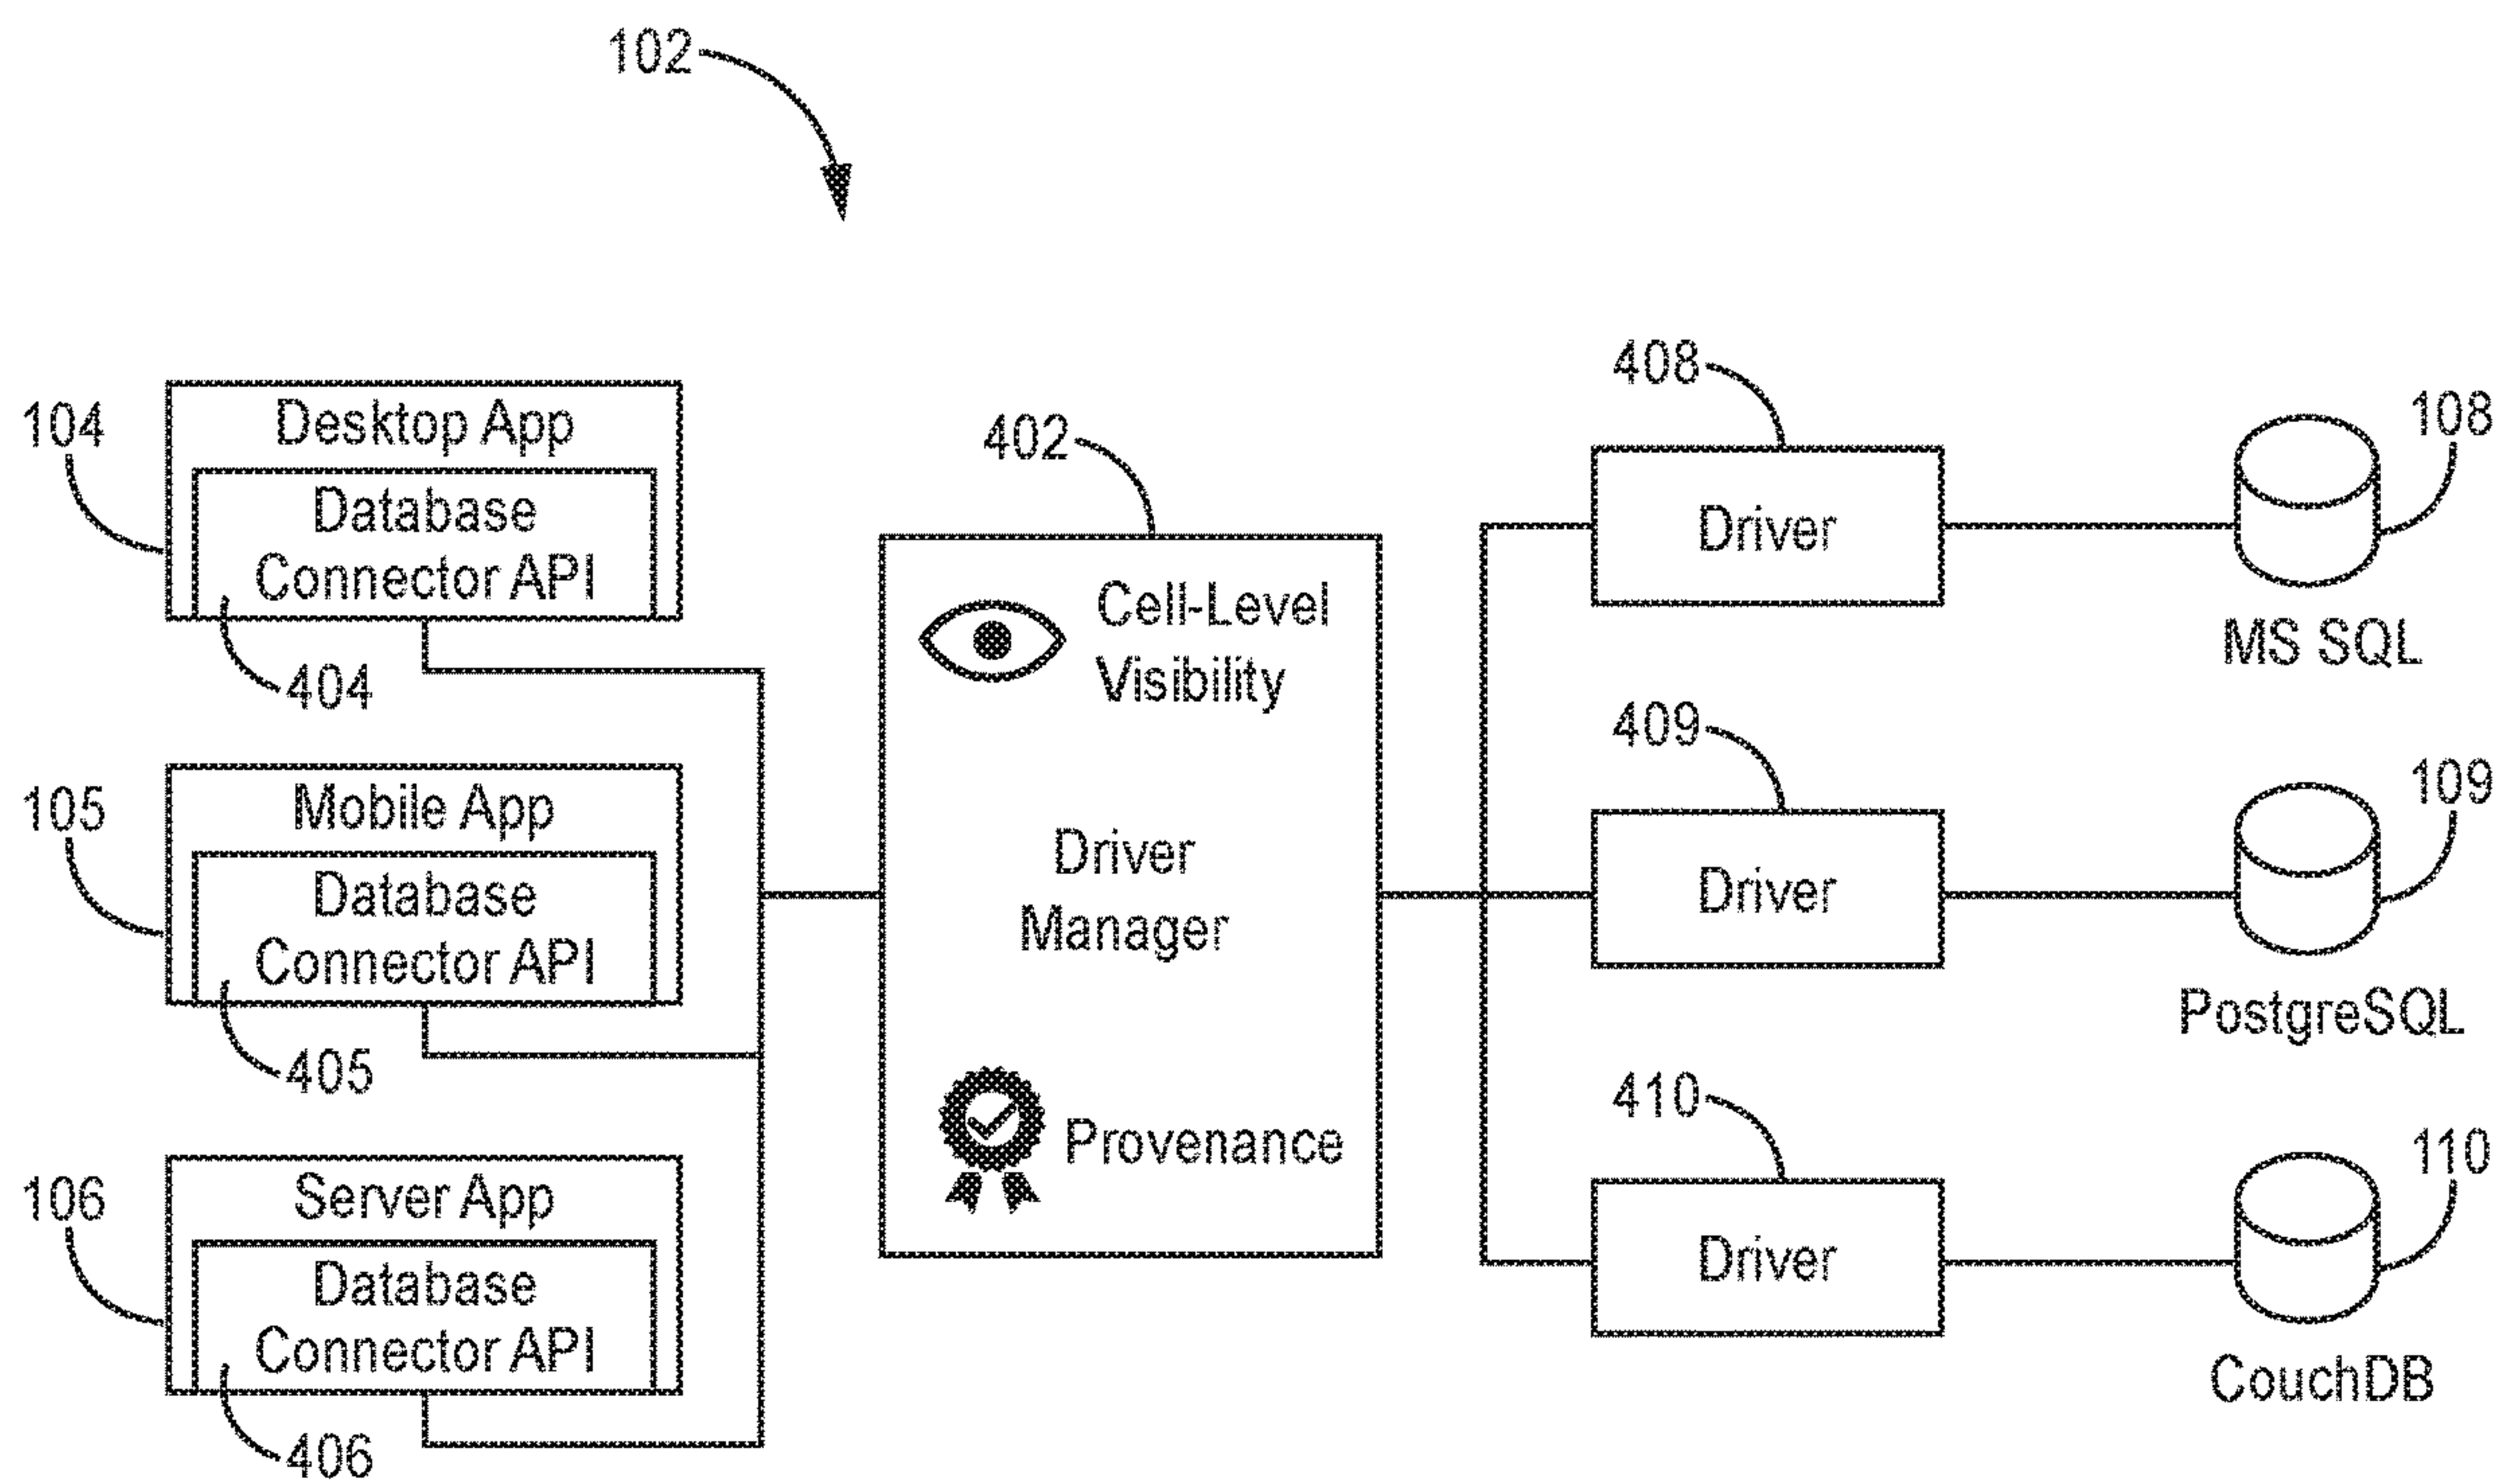 102
104
Desktop App
Database
Connector API
404
105
Mobile App
Database
Connector API
405
106
Server App
Database
Connector API
406
402
Cell-Level
Visibility
Driver
Manager
Provenance
408
Driver
108
MS SQL
409
Driver
109
PostgreSQL
410
Driver
110
CouchDB